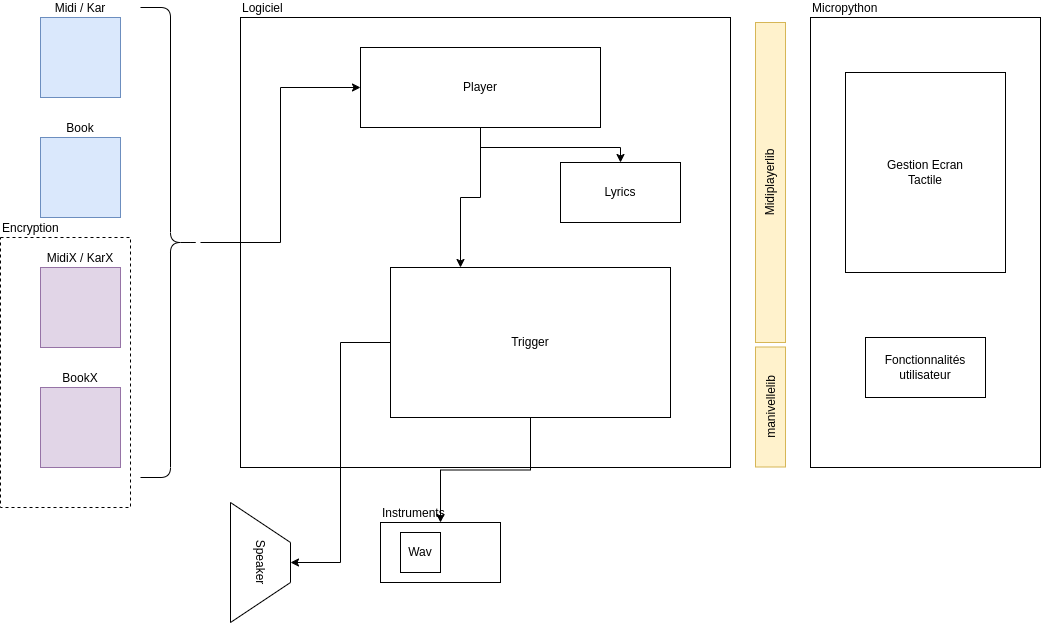 Midi / Kar
Book
Encryption
MidiX / KarX
BookX
Logiciel
Player
Lyrics
Trigger
Speaker
Instruments
Wav
Midiplayerlib
manivellelib
Micropython
Gestion Ecran
Tactile
Fonctionnalités
utilisateur